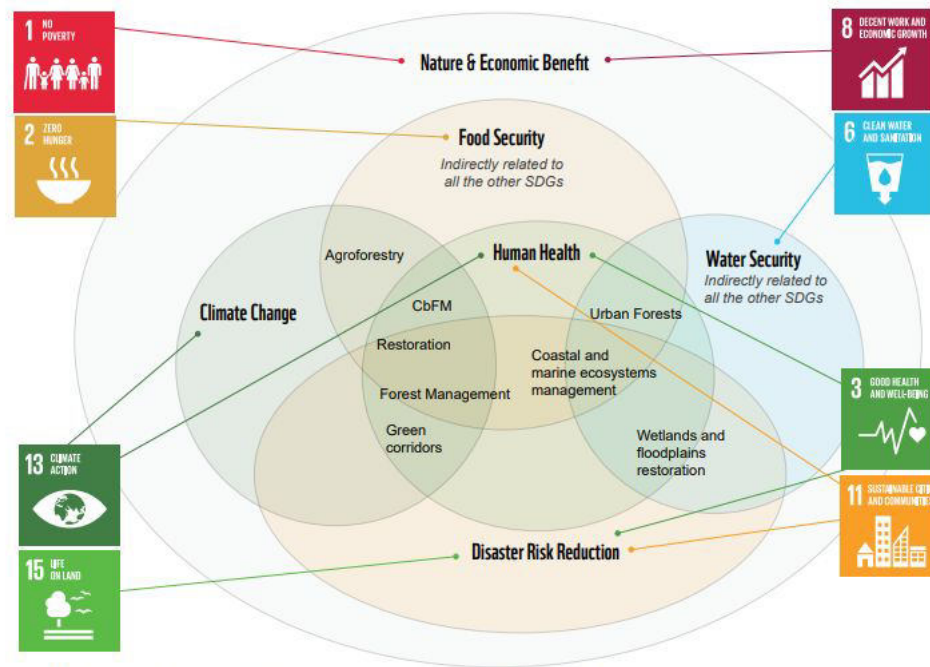 1 NO
POVERTY
8 DECENT WORK AND
ECONOMIC GROWTH
Nature & Economic Benefit
2 ZERO
HUNGER
6 CLEAN WATER
AND SANITATION
Food Security
Indirectly related to
all the other SDGs
Agroforestry
Human Health
Water Security
Indirectly related to
all the other SDGs
Climate Change
CbFM
Urban Forests
Restoration
Coastal and
marine ecosystems
management
Forest Management
Green
corridors
3 GOOD HEALTH
AND WELL-BEING
Wetlands and
floodplains
restoration
13 CLIMATE
ACTION
11 SUSTAINABLE CITIE
AND COMMUNITIES
Disaster Risk Reduction
15 LIFE
ON LAND